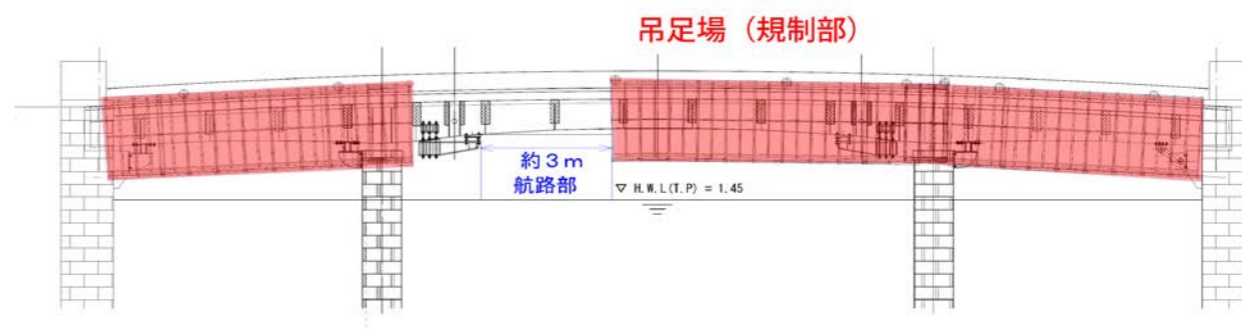 吊足場（規制部）
約３ｍ
航路部
▽ H.W.L(T.P) = 1.45